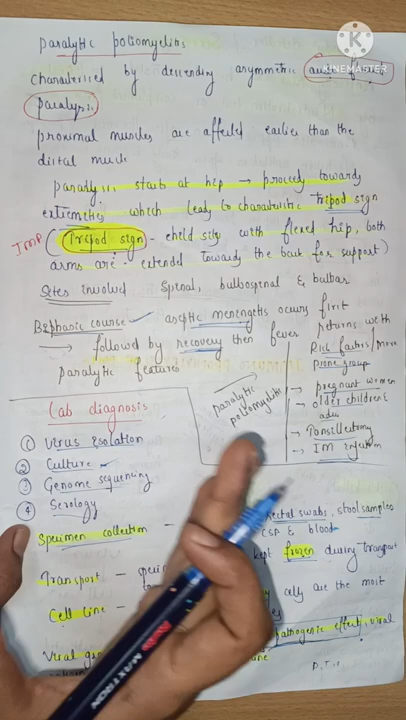 Paralytic poliomyelitis
KINEMASTER
characterised by descending asymmetric acute
paralysis
proximal muscles are affected earlier than the
distal muscle
paralysis starts at hip → proceed towards
extremeties which leads to characteristic tripod sign
IMP ( Tripod sign - child sits with flexed hip, both
arms are extended towards the back for support)
Sites involved Spinal, bulbospinal & bulbar
Biphasic course aseptic meningitis occurs first
→ followed by recovery then fever returns with
paralytic features
Risk factors/more
prone group
→ pregnant women
→ older children &
→ Tonsillectomy
→ IM injection
paralytic
poliomyelitis
Lab diagnosis
① Virus isolation
② Culture
③ Genome sequencing
④ Serology
Specimen collection - rectal swabs, stool samples
CSF & blood
Transport - kept frozen during transport
Cell line - cells are the most
pathogenic effect, viral
Viral
MAXTRON